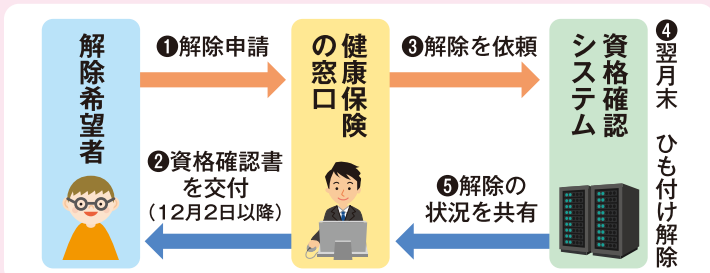 解除希望者
❶解除申請
❷資格確認書
を交付
(12月2日以降)
健康保険
の窓口
❸解除を依頼
❺解除の
状況を共有
資格確認
システム
❹翌月末 ひも付け解除